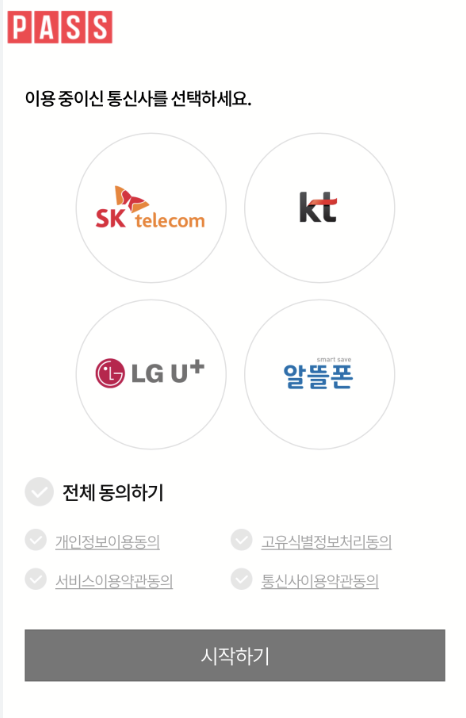 PASS
이용 중이신 통신사를 선택하세요.
SK telecom
kt
LG U+
smart save
알뜰폰
전체 동의하기
개인정보이용동의
고유식별정보처리동의
서비스이용약관동의
통신사이용약관동의
시작하기